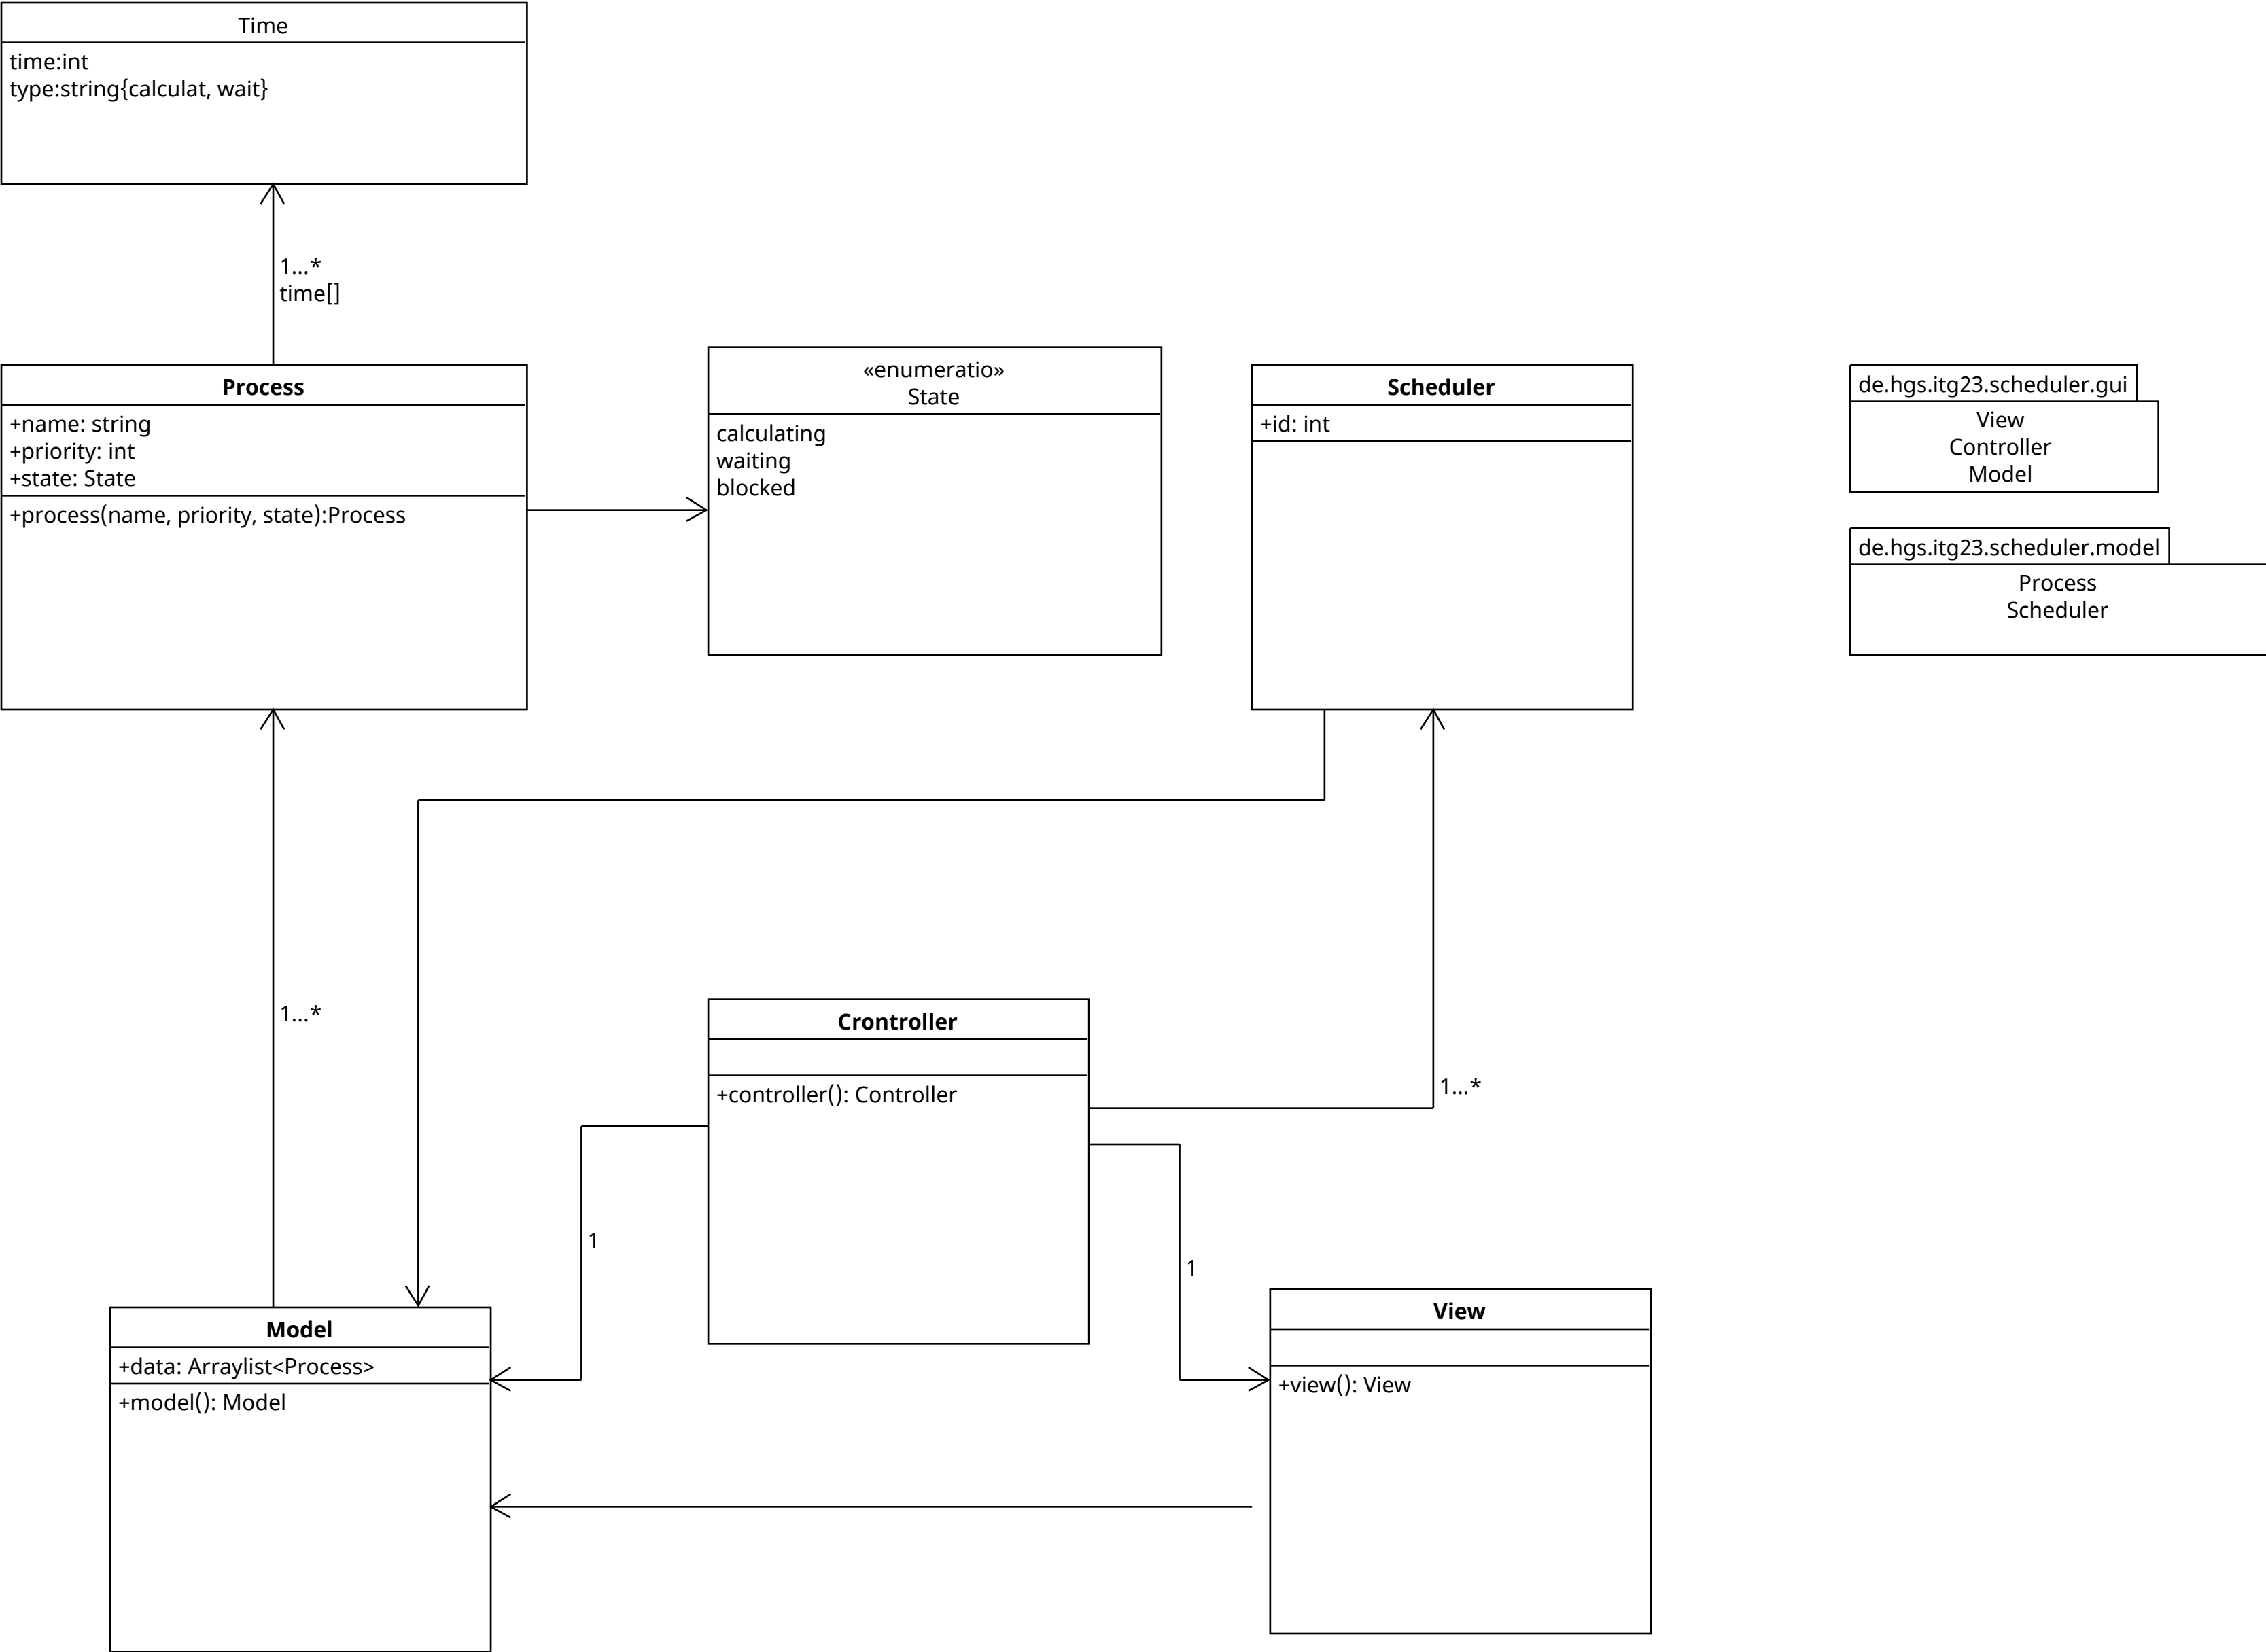 Time
time:int
type:string{calculat, wait}
1...*
time[]
Process
+name: string
+priority: int
+state: State
+process(name, priority, state):Process
«enumeratio»
State
calculating
waiting
blocked
Scheduler
+id: int
de.hgs.itg23.scheduler.gui
View
Controller
Model
de.hgs.itg23.scheduler.model
Process
Scheduler
1...*
Crontroller
+controller(): Controller
1...*
1
1
Model
+data: Arraylist<Process>
+model(): Model
View
+view(): View